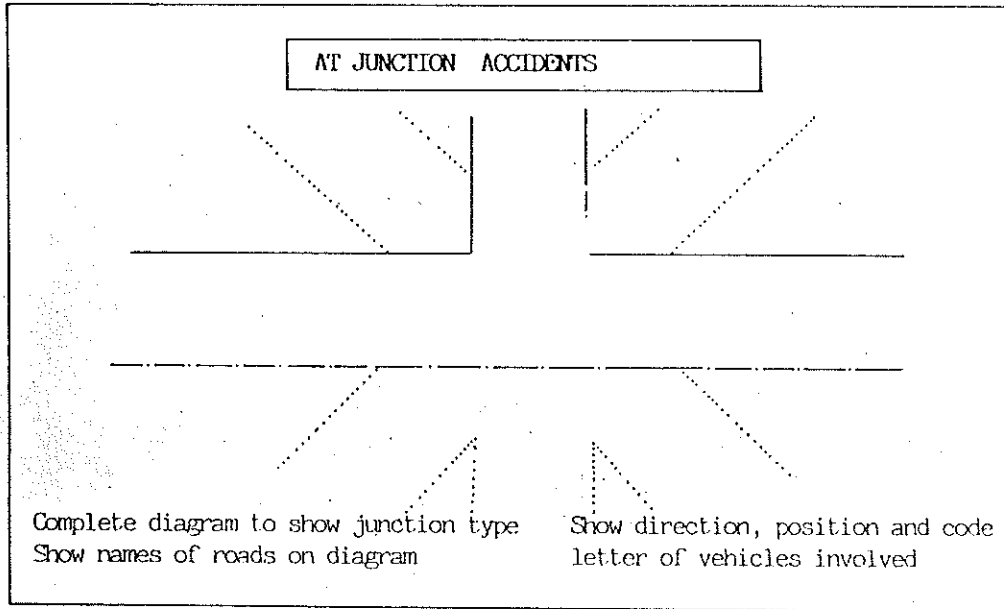 AT JUNCTION ACCIDENTS
Complete diagram to show junction type
Show names of roads on diagram
Show direction, position and code
letter of vehicles involved